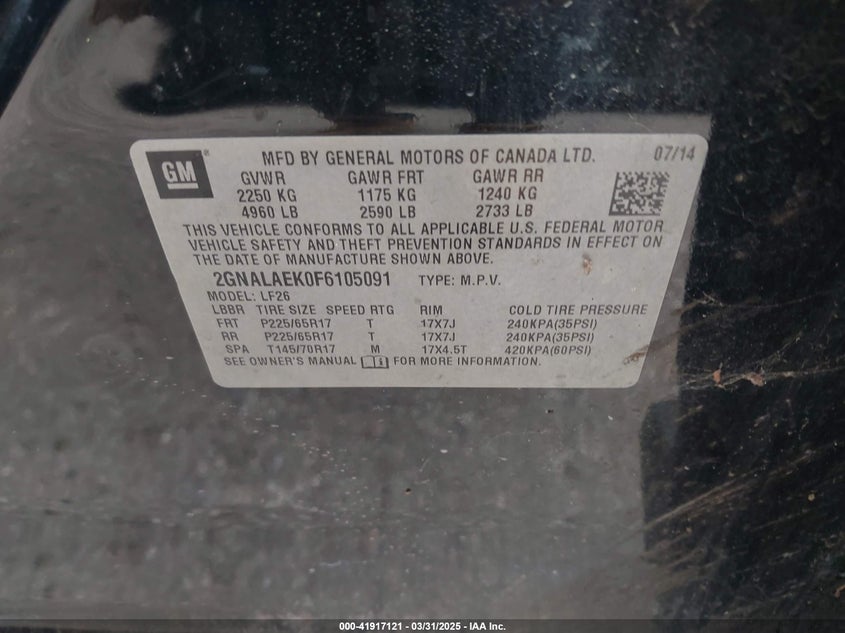 GM
MFD BY GENERAL MOTORS OF CANADA LTD. 07/14
GVWR GAWR FRT GAWR RR
2250 KG 1175 KG 1240 KG
4960 LB 2590 LB 2733 LB
THIS VEHICLE CONFORMS TO ALL APPLICABLE U.S. FEDERAL MOTOR
VEHICLE SAFETY AND THEFT PREVENTION STANDARDS IN EFFECT ON
THE DATE OF MANUFACTURE SHOWN ABOVE.
2GNALAEK0F6105091 TYPE: M.P.V.
MODEL: LF26
LBBR TIRE SIZE SPEED RTG RIM COLD TIRE PRESSURE
FRT P225/65R17 T 17X7J 240KPA(35PSI)
RR P225/65R17 T 17X7J 240KPA(35PSI)
SPA T145/70R17 M 17X4.5T 420KPA(60PSI)
SEE OWNER'S MANUAL FOR MORE INFORMATION.
000-41917121 — 03/31/2025 — IAA Inc.